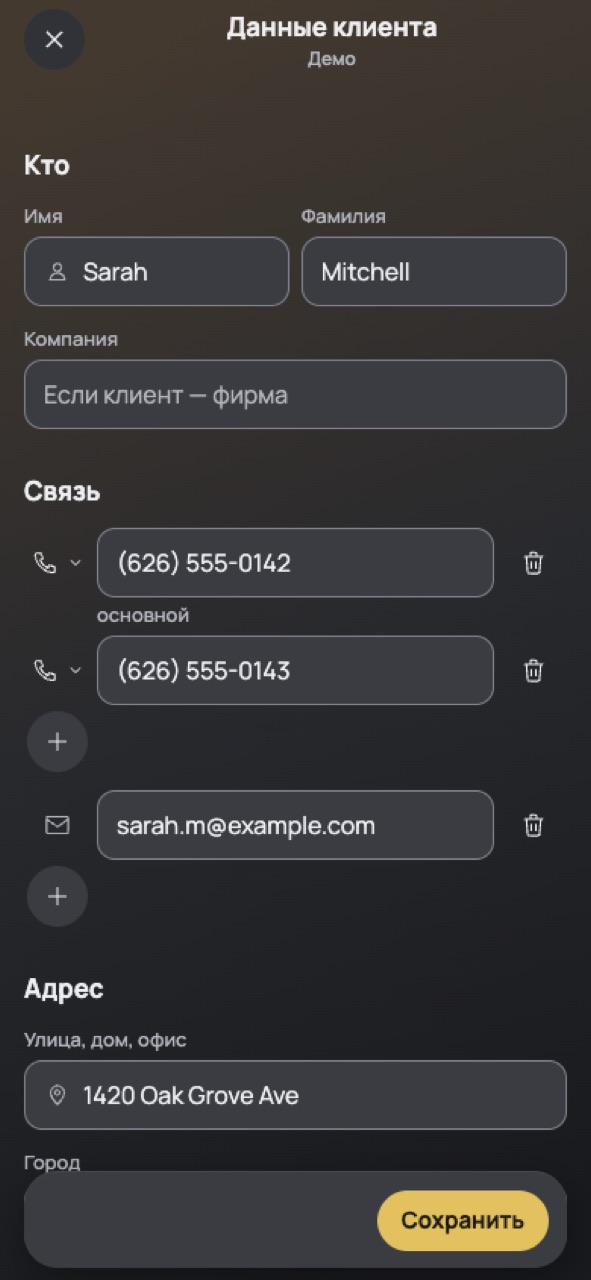 Данные клиента
Демо
Кто
Имя
Фамилия
Sarah
Mitchell
Компания
Если клиент — фирма
Связь
(626) 555-0142
основной
(626) 555-0143
sarah.m@example.com
Адрес
Улица, дом, офис
1420 Oak Grove Ave
Город
Сохранить